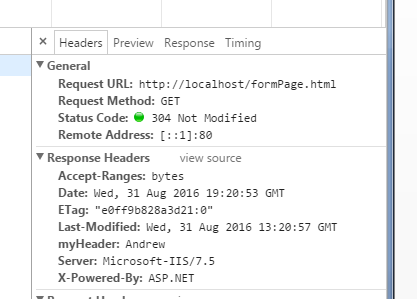 × Headers Preview Response Timing
▼ General
Request URL: http://localhost/formPage.html
Request Method: GET
Status Code: 304 Not Modified
Remote Address: [::1]:80
▼ Response Headers view source
Accept-Ranges: bytes
Date: Wed, 31 Aug 2016 19:20:53 GMT
ETag: "e0ff9b828a3d21:0"
Last-Modified: Wed, 31 Aug 2016 13:20:57 GMT
myHeader: Andrew
Server: Microsoft-IIS/7.5
X-Powered-By: ASP.NET